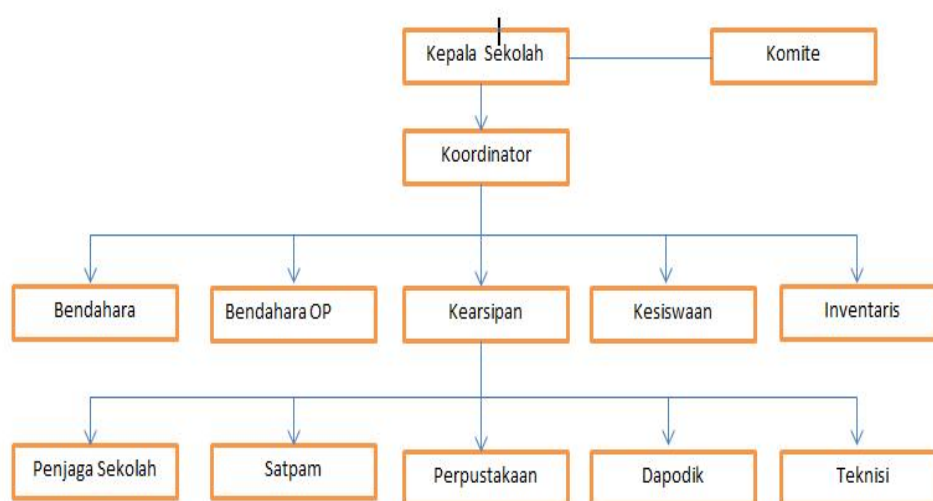 Kepala Sekolah
Komite
Koordinator
Bendahara
Bendahara OP
Kearsipan
Kesiswaan
Inventaris
Penjaga Sekolah
Satpam
Perpustakaan
Dapodik
Teknisi